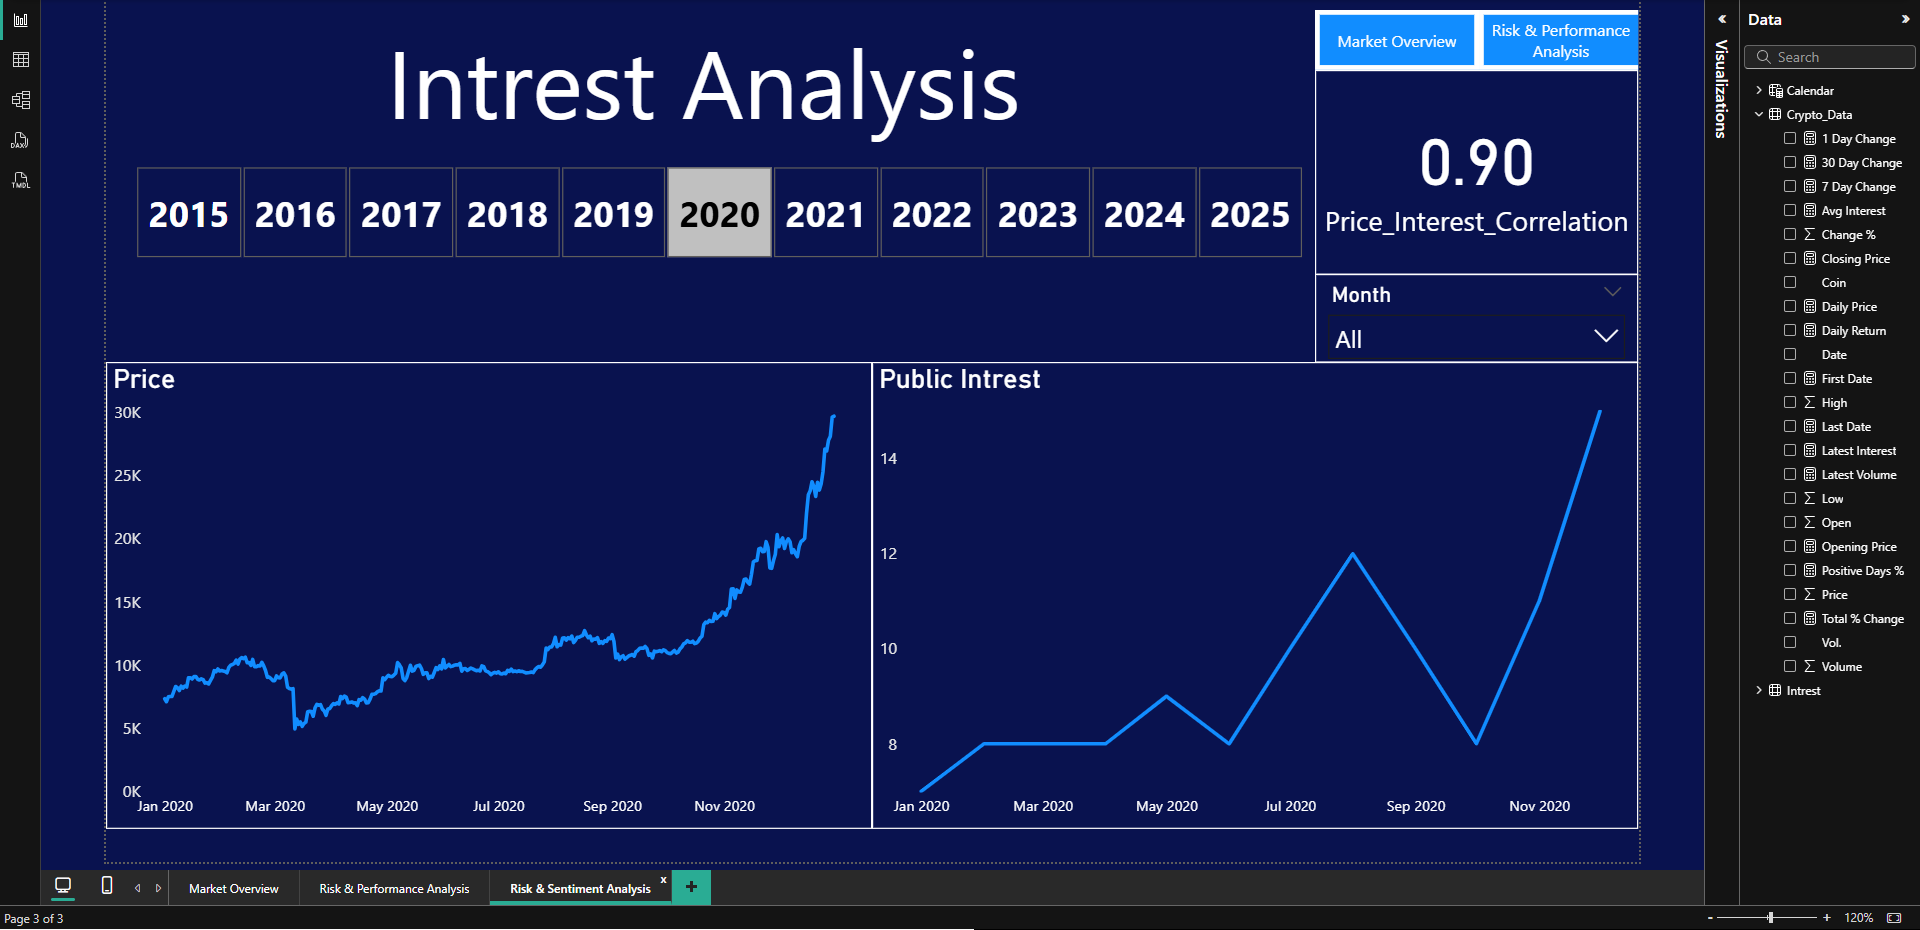 Intrest Analysis
Market Overview
Risk & Performance
Analysis
2015
2016
2017
2018
2019
2020
2021
2022
2023
2024
2025
0.90
Price_Interest_Correlation
Month
All
Price
30K
25K
20K
15K
10K
5K
0K
Jan 2020
Mar 2020
May 2020
Jul 2020
Sep 2020
Nov 2020
Public Intrest
14
12
10
8
Jan 2020
Mar 2020
May 2020
Jul 2020
Sep 2020
Nov 2020
DAX
TMDL
Visualizations
Data
Search
Calendar
Crypto_Data
1 Day Change
30 Day Change
7 Day Change
Avg Interest
Change %
Closing Price
Coin
Daily Price
Daily Return
Date
First Date
High
Last Date
Latest Interest
Latest Volume
Low
Open
Opening Price
Positive Days %
Price
Total % Change
Vol.
Volume
Intrest
Market Overview
Risk & Performance Analysis
Risk & Sentiment Analysis
x
+
Page 3 of 3
- + 120%